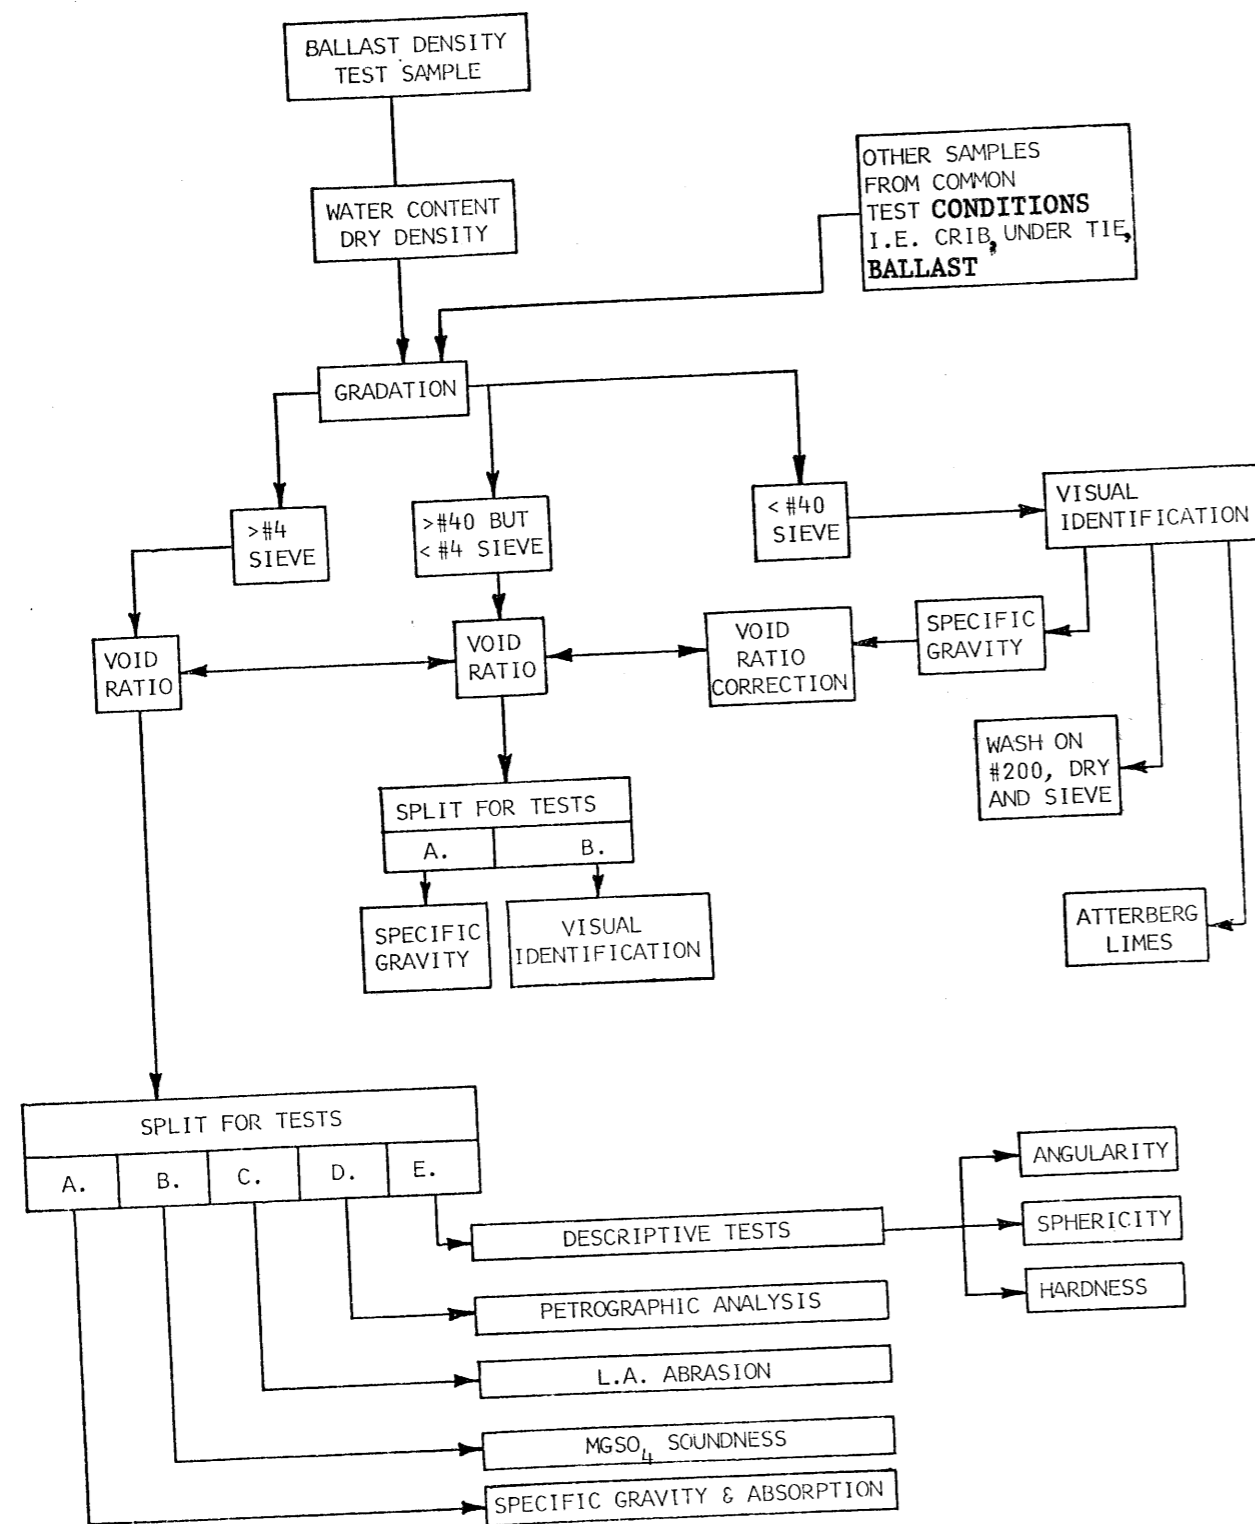 BALLAST DENSITY
TEST SAMPLE
WATER CONTENT
DRY DENSITY
OTHER SAMPLES
FROM COMMON
TEST CONDITIONS
I.E. CRIB, UNDER TIE,
BALLAST
GRADATION
>#4
SIEVE
>#40 BUT
<#4 SIEVE
<#40
SIEVE
VISUAL
IDENTIFICATION
VOID
RATIO
VOID
RATIO
VOID
RATIO
CORRECTION
SPECIFIC
GRAVITY
WASH ON
#200, DRY
AND SIEVE
SPLIT FOR TESTS
A. B.
SPECIFIC
GRAVITY
VISUAL
IDENTIFICATION
ATTERBERG
LIMES
SPLIT FOR TESTS
A. B. C. D. E.
ANGULARITY
DESCRIPTIVE TESTS
SPHERICITY
HARDNESS
PETROGRAPHIC ANALYSIS
L.A. ABRASION
MGSO4 SOUNDNESS
SPECIFIC GRAVITY & ABSORPTION